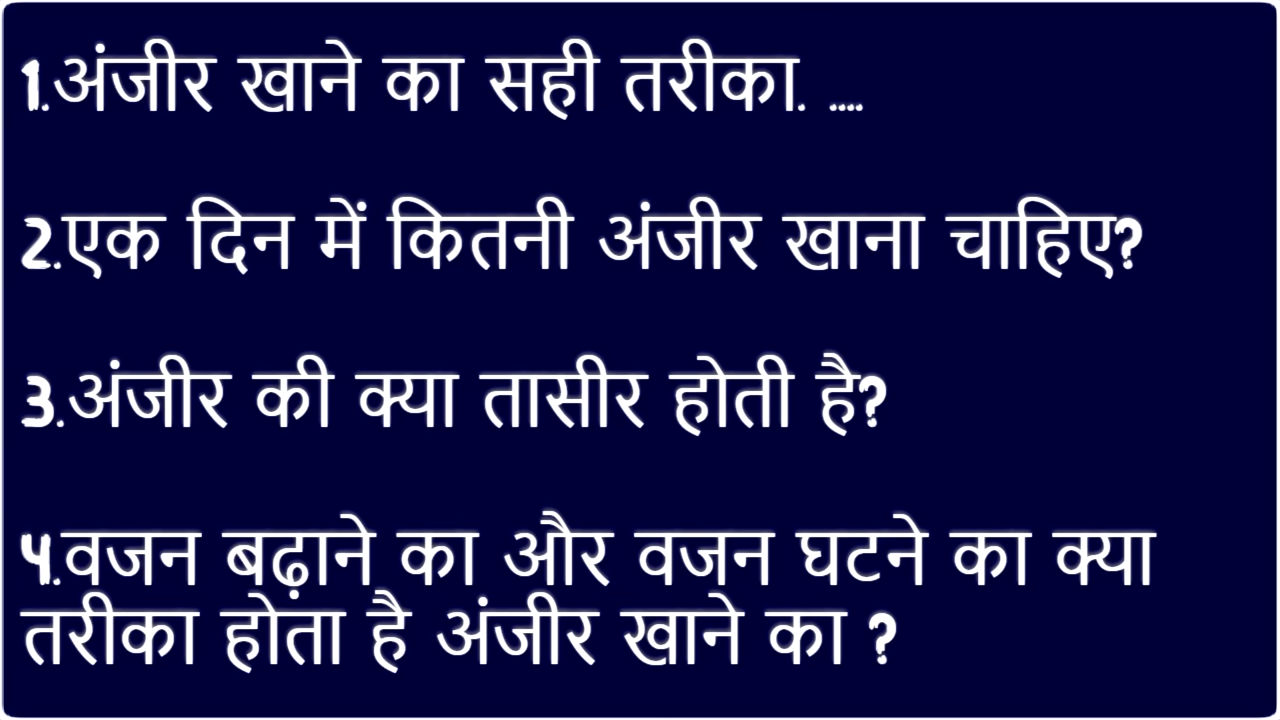 1.अंजीर खाने का सही तरीका. ....
2.एक दिन में कितनी अंजीर खाना चाहिए?
3.अंजीर की क्या तासीर होती है?
4.वजन बढ़ाने का और वजन घटने का क्या
तरीका होता है अंजीर खाने का ?